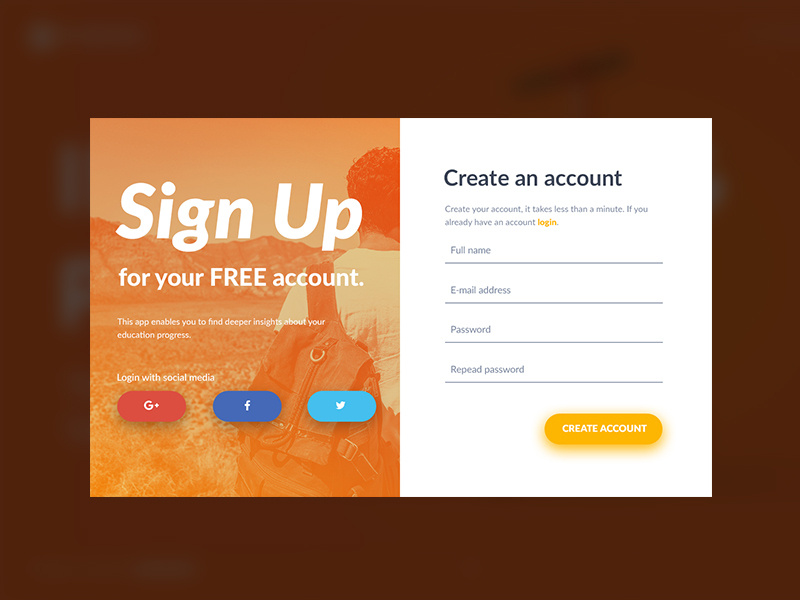 Sign Up
for your FREE account.
This app enables you to find deeper insights about your
education progress.
Login with social media
G+
f
Create an account
Create your account, it takes less than a minute. If you
already have an account login.
Full name
E-mail address
Password
Repead password
CREATE ACCOUNT